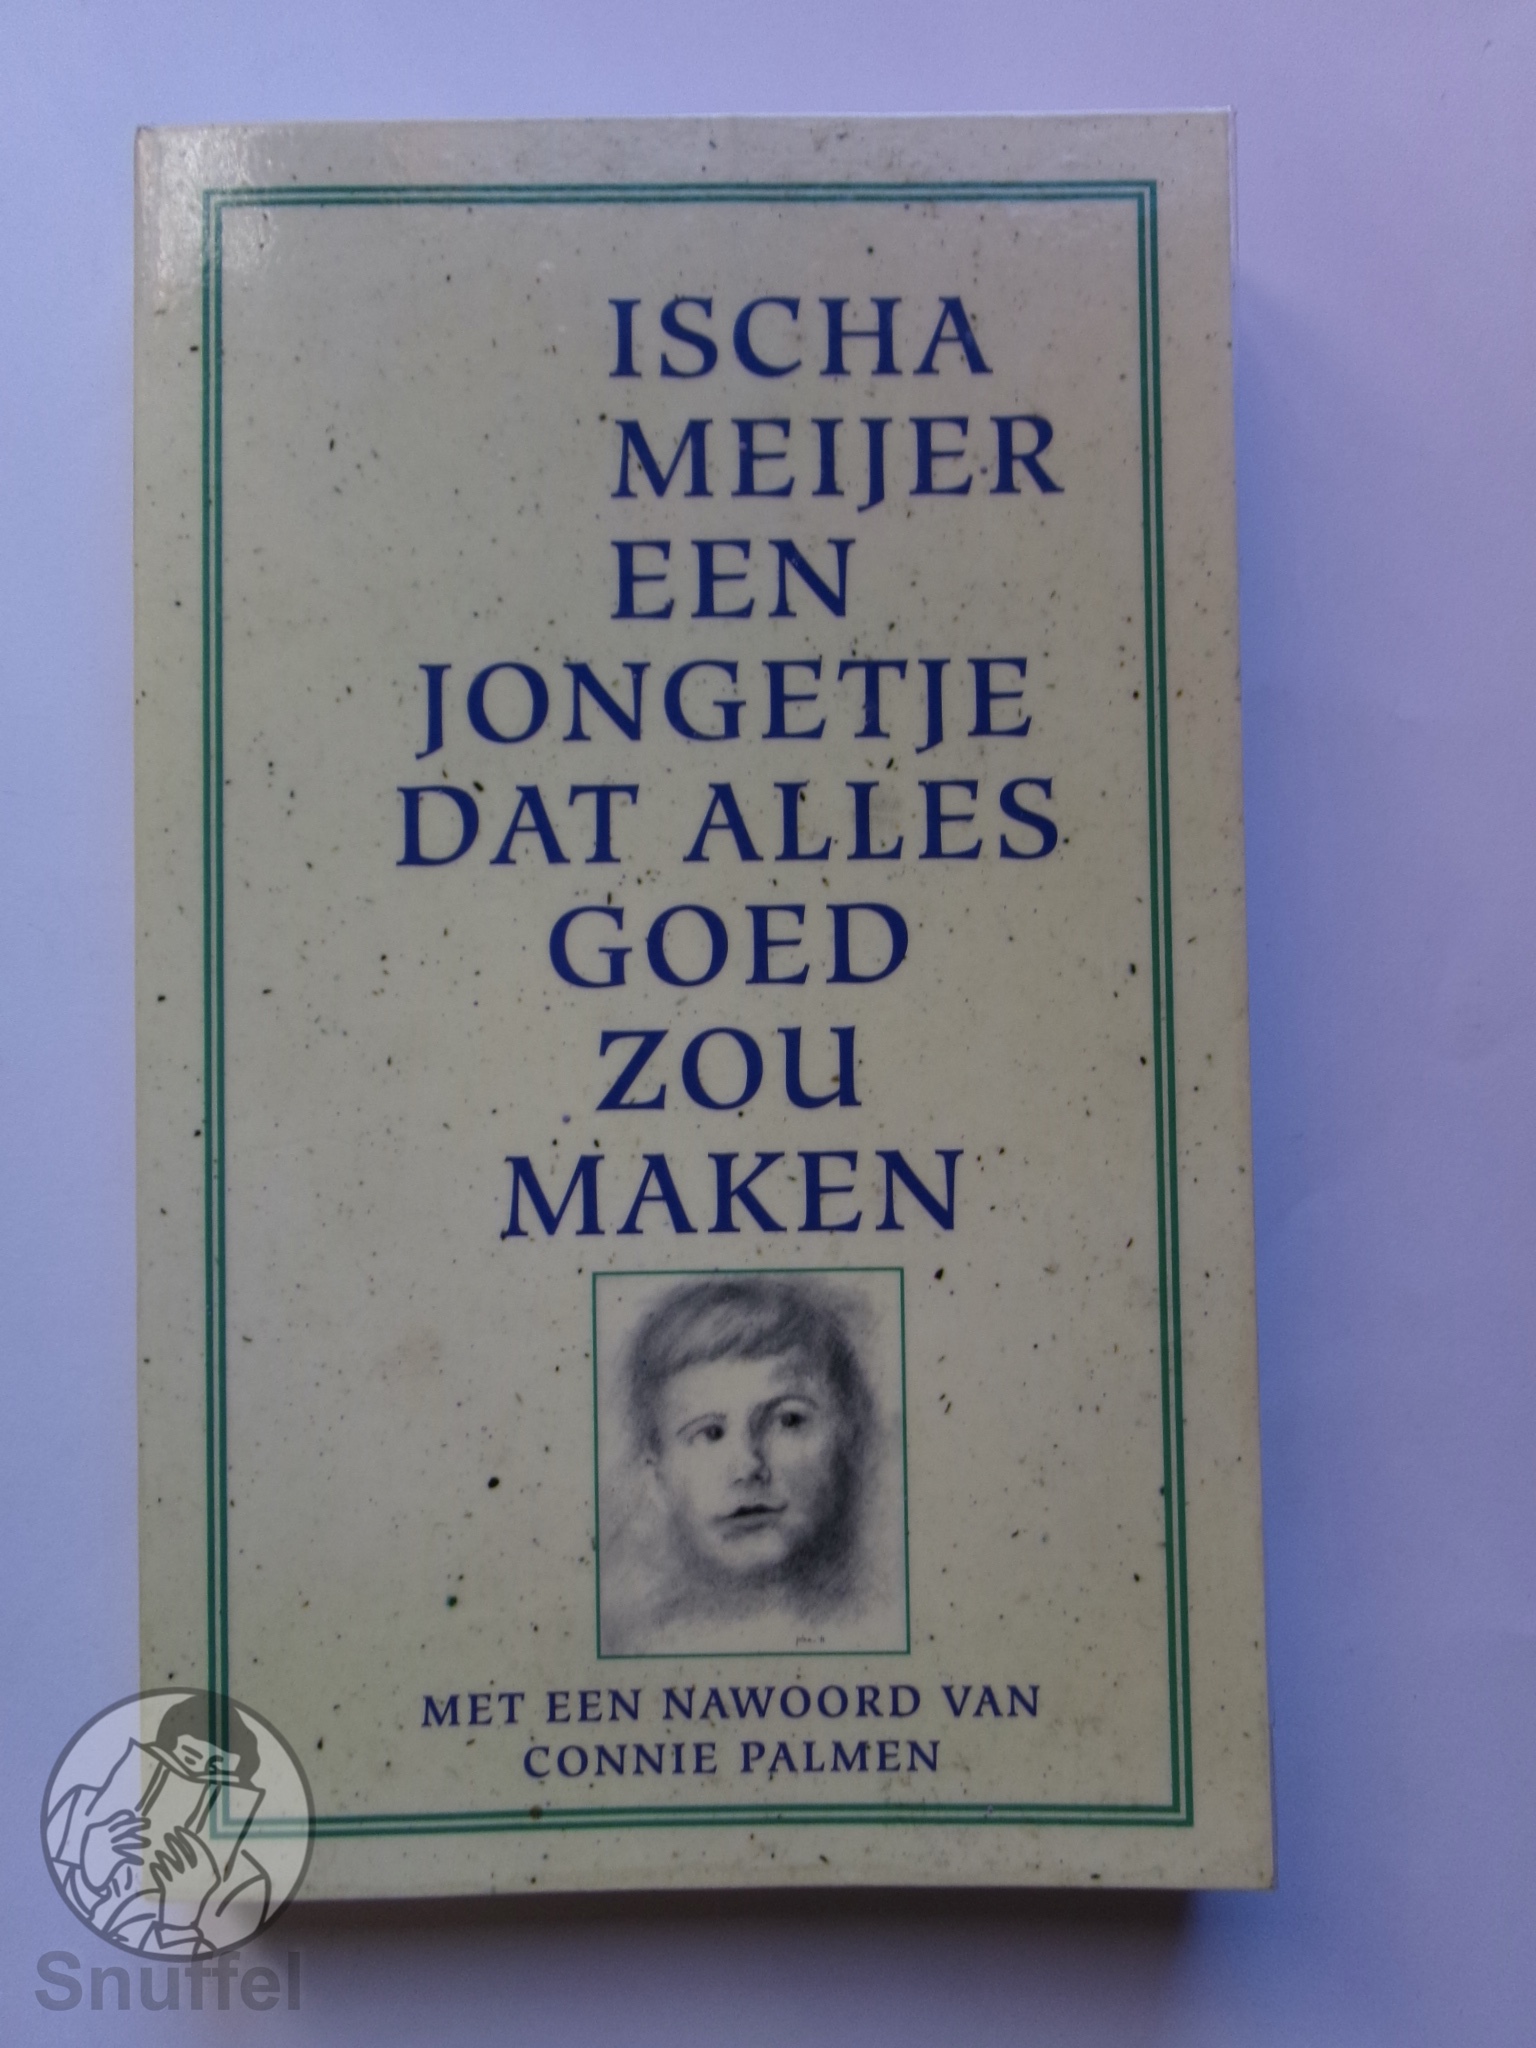 ISCHA
MEIJER
EEN
JONGETJE
DAT ALLES
GOED
ZOU
MAKEN
MET EEN NAWOORD VAN
CONNIE PALMEN
Snuffel